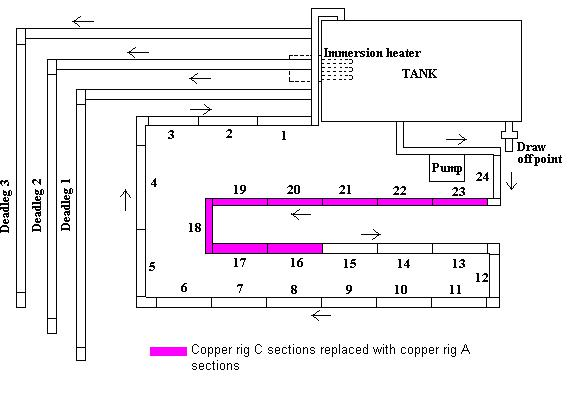 Immersion heater
TANK
Draw
off point
Pump
Deadleg 3
Deadleg 2
Deadleg 1
3 2 1
4
24
19 20 21 22 23
18
17 16 15 14 13
5
12
6 7 8 9 10 11
Copper rig C sections replaced with copper rig A
sections